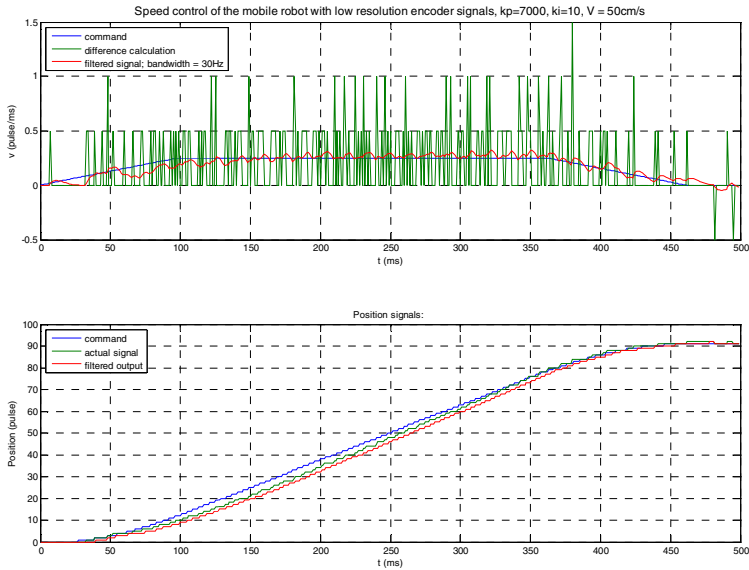 Speed control of the mobile robot with low resolution encoder signals, kp=7000, ki=10, V = 50cm/s
command
difference calculation
filtered signal; bandwidth = 30Hz
v (pulse/ms)
1.5
1
0.5
0
-0.5
0 50 100 150 200 250 300 350 400 450 500
t (ms)
Position signals:
command
actual signal
filtered output
Position (pulse)
100
90
80
70
60
50
40
30
20
10
0
0 50 100 150 200 250 300 350 400 450 500
t (ms)